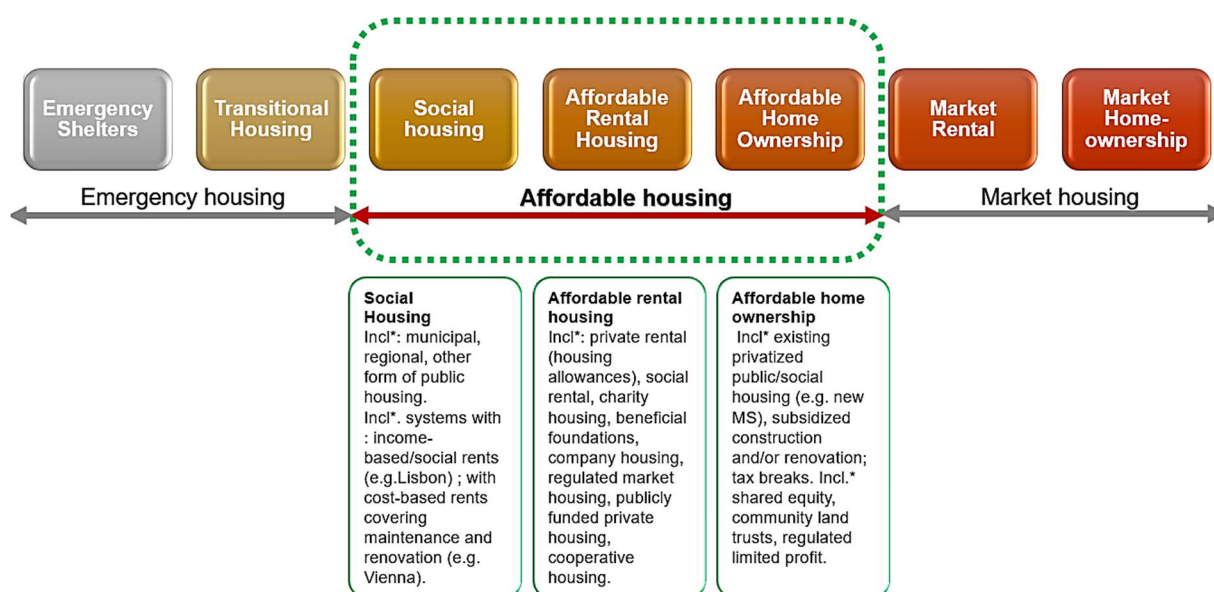 Emergency
Shelters
Transitional
Housing
Social
housing
Affordable
Rental
Housing
Affordable
Home
Ownership
Market
Rental
Market
Home-
ownership
Emergency housing
Affordable housing
Market housing
Social
Housing
Incl*: municipal,
regional, other
form of public
housing.
Incl*. systems with
: income-
based/social rents
(e.g.Lisbon) ; with
cost-based rents
covering
maintenance and
renovation (e.g.
Vienna).
Affordable rental
housing
Incl*: private rental
(housing
allowances), social
rental, charity
housing, beneficial
foundations,
company housing,
regulated market
housing, publicly
funded private
housing,
cooperative
housing.
Affordable home
ownership
Incl* existing
privatized
public/social
housing (e.g. new
MS), subsidized
construction
and/or renovation;
tax breaks. Incl.*
shared equity,
community land
trusts, regulated
limited profit.